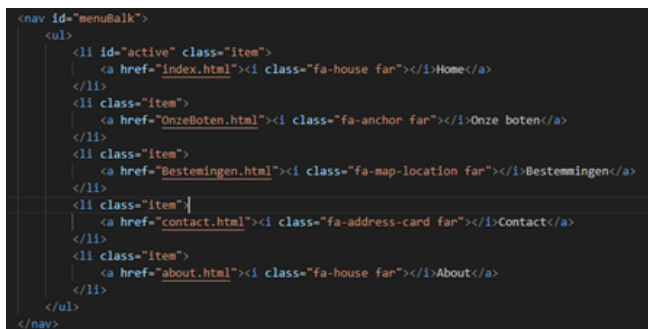 <nav id="menuBalk">
<ul>
<li id="active" class="item">
<a href="index.html"><i class="fa-house far"></i>Home</a>
</li>
<li class="item">
<a href="OnzeBoten.html"><i class="fa-anchor far"></i>Onze boten</a>
</li>
<li class="item">
<a href="Bestemingen.html"><i class="fa-map-location far"></i>Bestemmingen</a>
</li>
<li class="item">
<a href="contact.html"><i class="fa-address-card far"></i>Contact</a>
</li>
<li class="item">
<a href="about.html"><i class="fa-house far"></i>About</a>
</li>
</ul>
</nav>